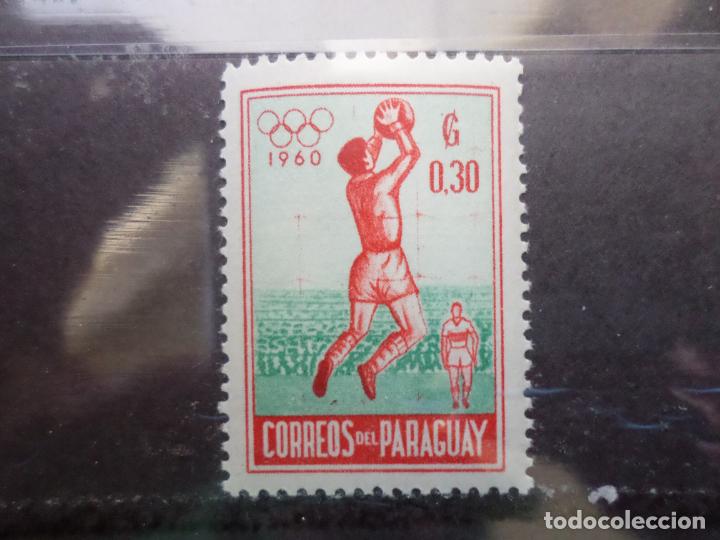 1960
₲
0,30
CORREOS DEL PARAGUAY
todocoleccion